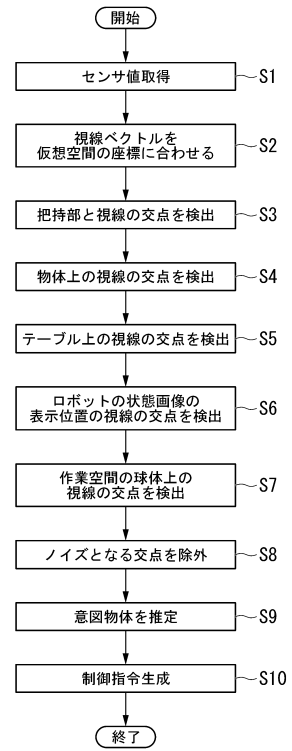 開始
センサ値取得 S1
視線ベクトルを
仮想空間の座標に合わせる S2
把持部と視線の交点を検出 S3
物体上の視線の交点を検出 S4
テーブル上の視線の交点を検出 S5
ロボットの状態画像の
表示位置の視線の交点を検出 S6
作業空間の球体上の
視線の交点を検出 S7
ノイズとなる交点を除外 S8
意図物体を推定 S9
制御指令生成 S10
終了